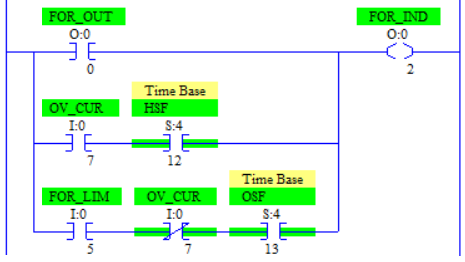 FOR_OUT FOR_IND
O:0 O:0
0 2
Time Base
OV_CUR HSF
I:0 S:4
7 12
Time Base
FOR_LIM OV_CUR OSF
I:0 I:0 S:4
5 7 13